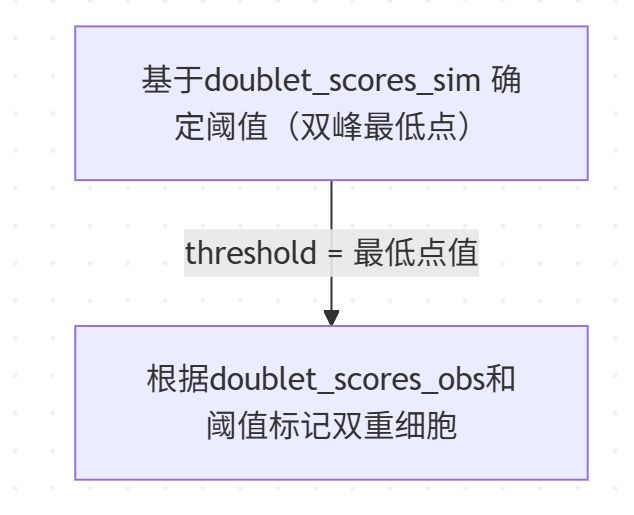 基于doublet_scores_sim 确
定阈值（双峰最低点）
threshold = 最低点值
根据doublet_scores_obs和
阈值标记双重细胞